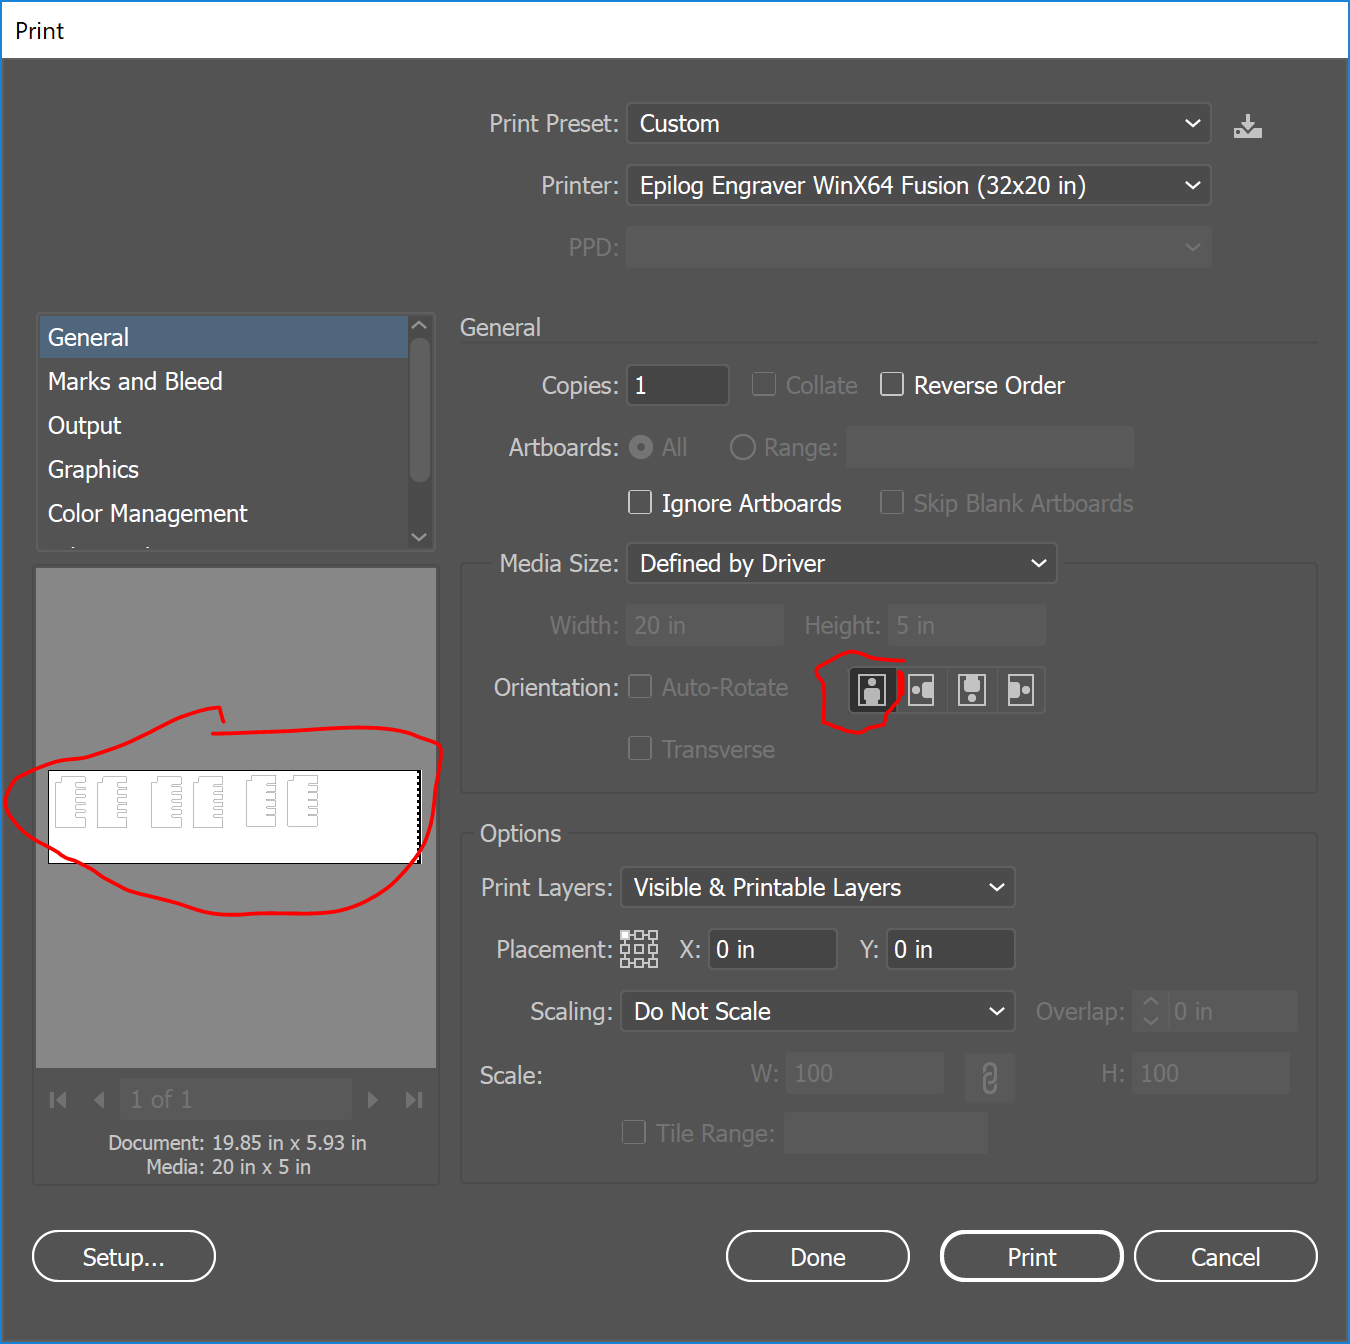 Print
Print Preset: Custom
Printer: Epilog Engraver WinX64 Fusion (32x20 in)
PPD:
General
Marks and Bleed
Output
Graphics
Color Management
General
Copies: 1 Collate Reverse Order
Artboards: All Range:
Ignore Artboards Skip Blank Artboards
Media Size: Defined by Driver
Width: 20 in Height: 5 in
Orientation: Auto-Rotate
Transverse
Options
Print Layers: Visible & Printable Layers
Placement: X: 0 in Y: 0 in
Scaling: Do Not Scale Overlap: 0 in
Scale: W: 100 H: 100
Tile Range:
1 of 1
Document: 19.85 in x 5.93 in
Media: 20 in x 5 in
Setup... Done Print Cancel